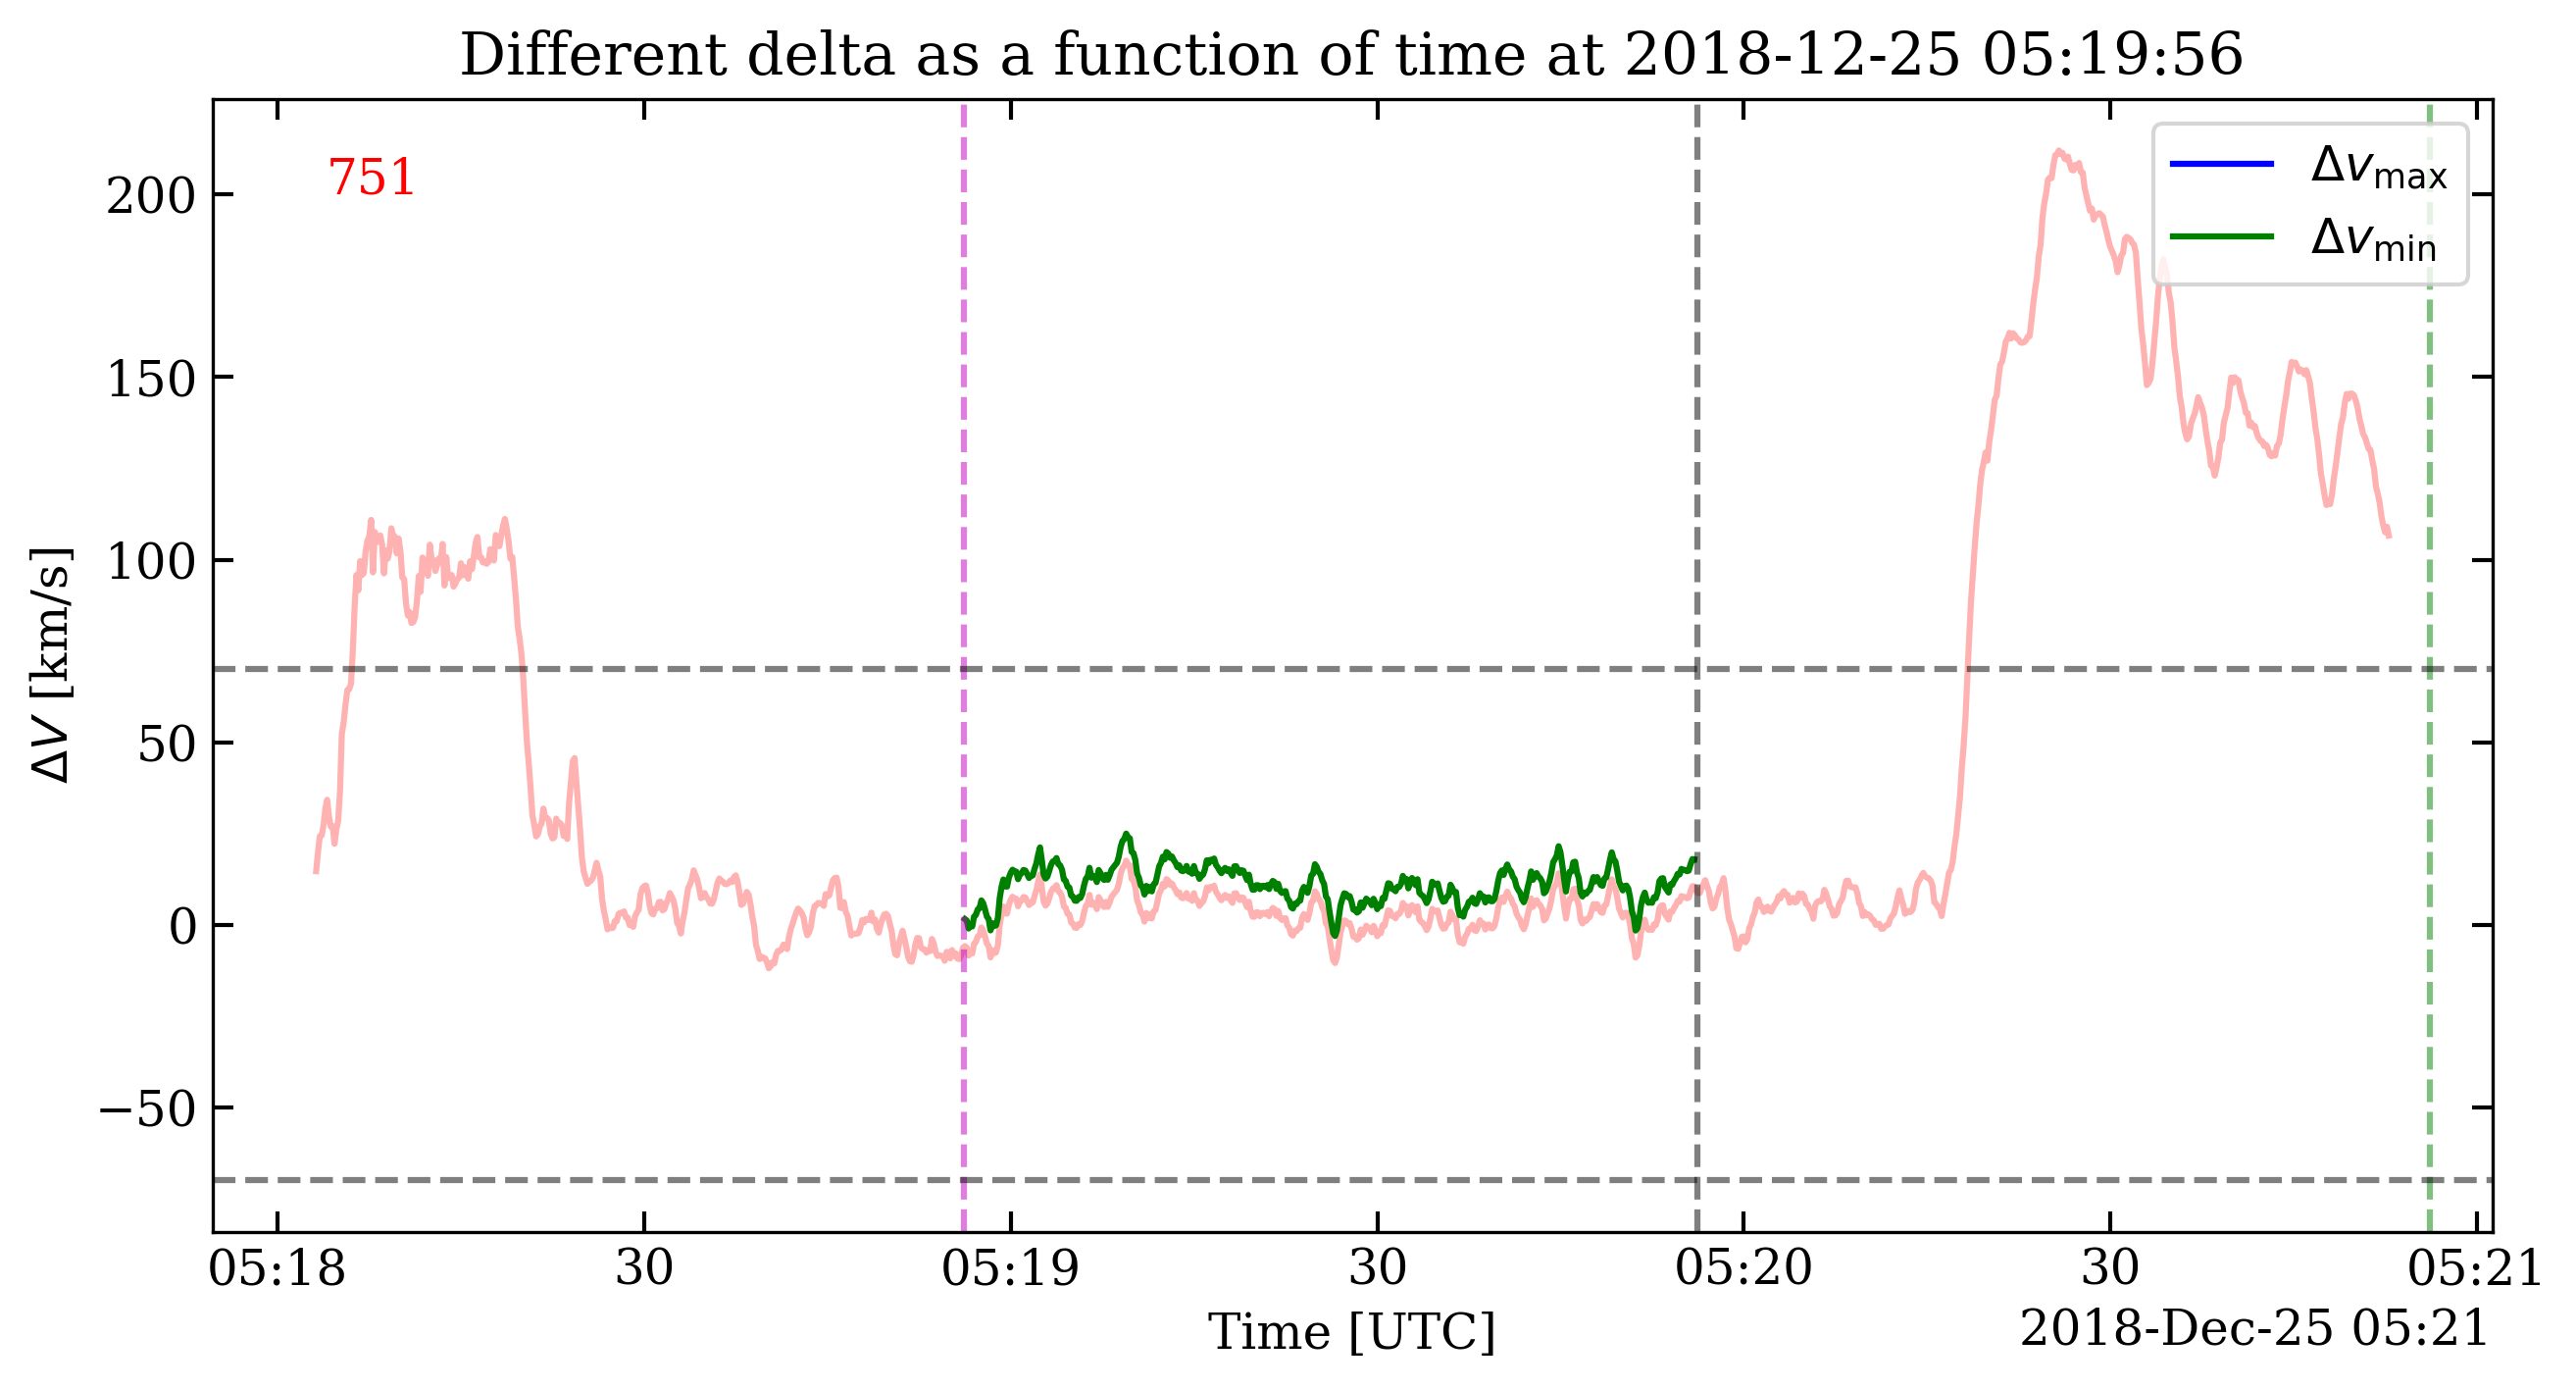 Different delta as a function of time at 2018-12-25 05:19:56
751
Δv_max
Δv_min
200
150
100
50
0
−50
ΔV [km/s]
05:18 30 05:19 30 05:20 30 05:21
Time [UTC]
2018-Dec-25 05:21